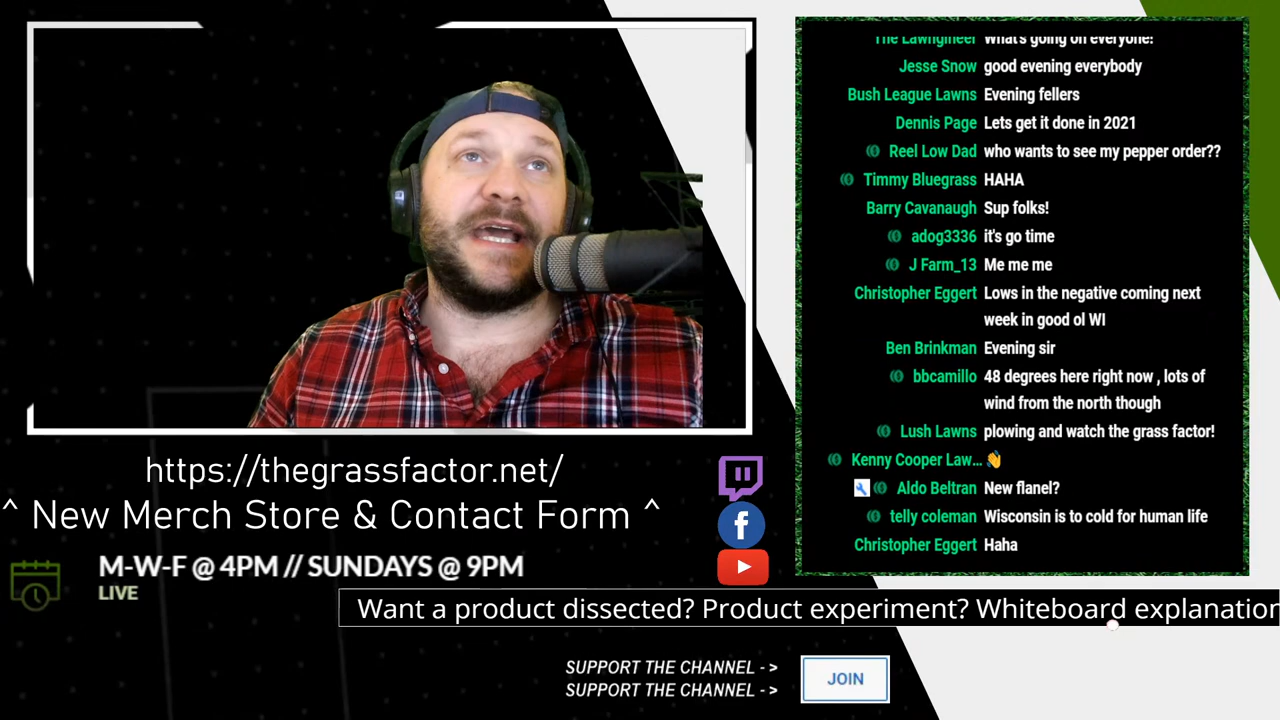 The Lawngineer What's going on everyone!
Jesse Snow good evening everybody
Bush League Lawns Evening fellers
Dennis Page Lets get it done in 2021
Reel Low Dad who wants to see my pepper order??
Timmy Bluegrass HAHA
Barry Cavanaugh Sup folks!
adog3336 it's go time
J Farm_13 Me me me
Christopher Eggert Lows in the negative coming next
week in good ol WI
Ben Brinkman Evening sir
bbcamillo 48 degrees here right now , lots of
wind from the north though
Lush Lawns plowing and watch the grass factor!
Kenny Cooper Law... 👋
Aldo Beltran New flanel?
telly coleman Wisconsin is to cold for human life
Christopher Eggert Haha
https://thegrassfactor.net/
^ New Merch Store & Contact Form ^
M-W-F @ 4PM // SUNDAYS @ 9PM
LIVE
Want a product dissected? Product experiment? Whiteboard explanation
SUPPORT THE CHANNEL - >
SUPPORT THE CHANNEL - >
JOIN